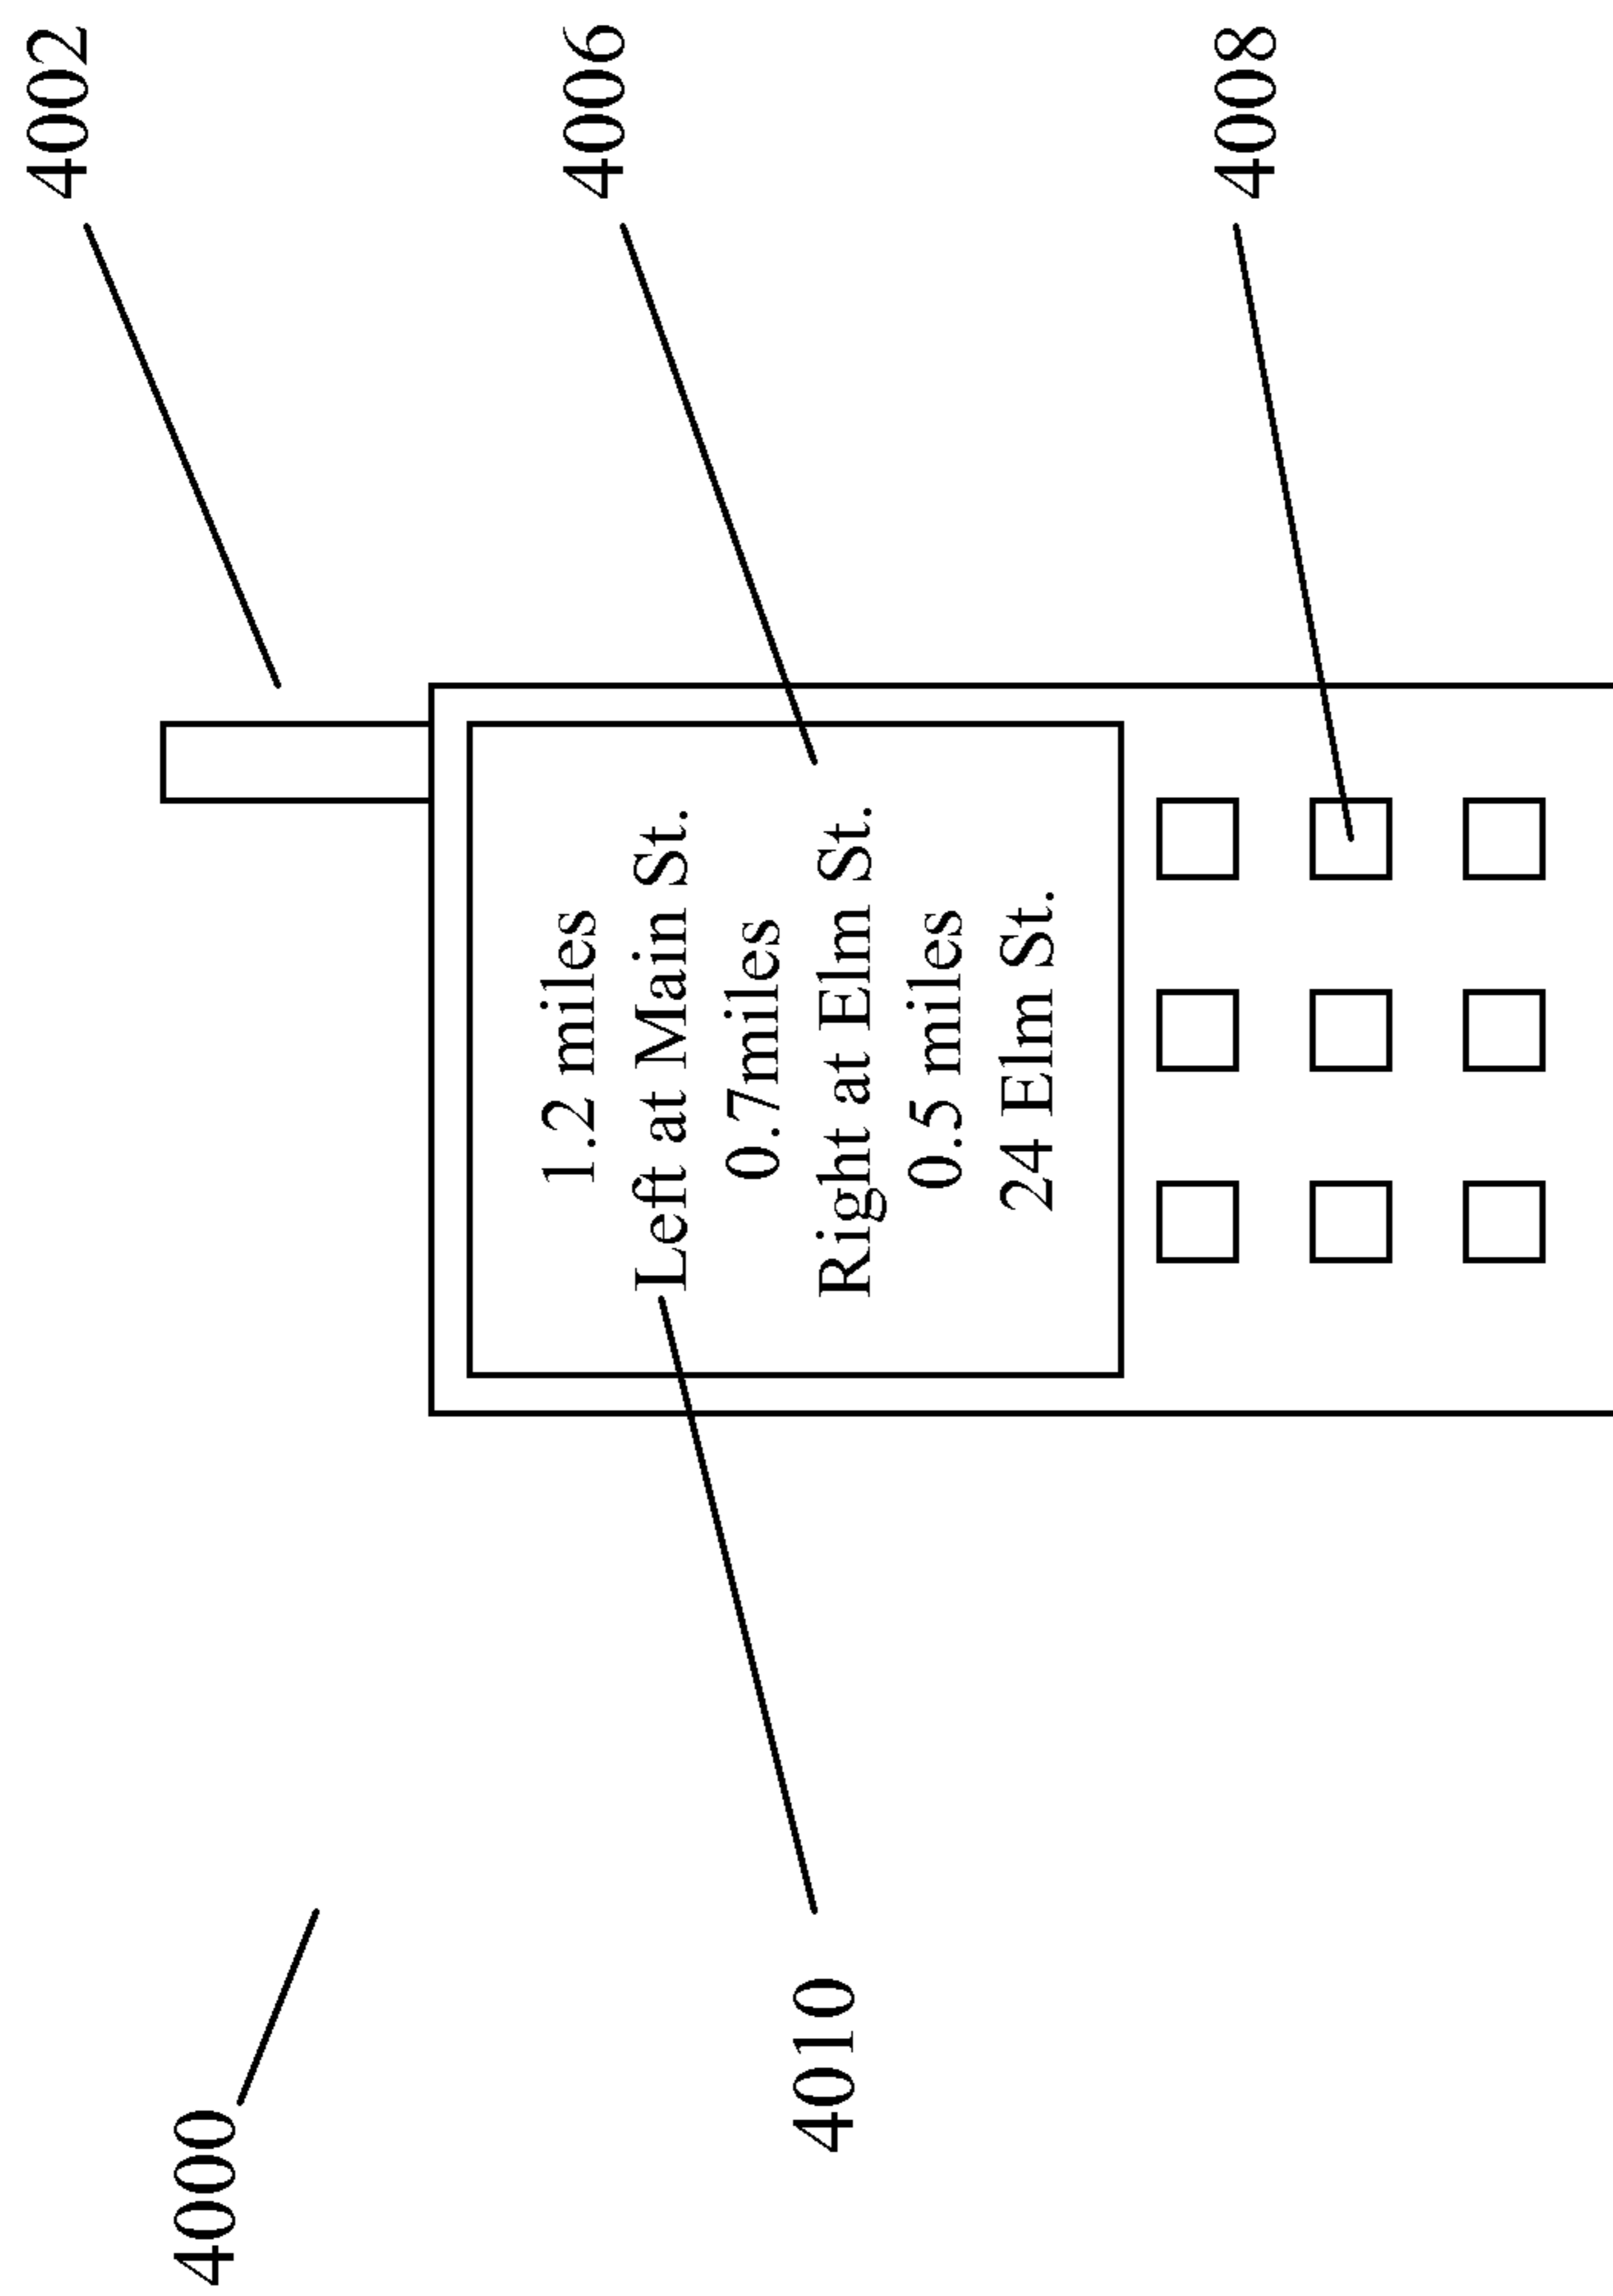 4002
4006
4008
1.2 miles
Left at Main St.
0.7miles
Right at Elm St.
0.5 miles
24 Elm St.
4000
4010